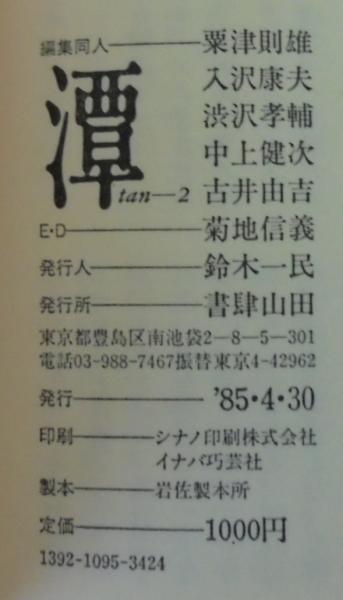 編集同人――粟津則雄
入沢康夫
渋沢孝輔
中上健次
潭 tan―2 古井由吉
E・D――菊地信義
発行人――鈴木一民
発行所――書肆山田
東京都豊島区南池袋2―8―5―301
電話03-988-7467振替東京4-42962
発行――'85・4・30
印刷――シナノ印刷株式会社
イナバ巧芸社
製本――岩佐製本所
定価――1000円
1392-1095-3424